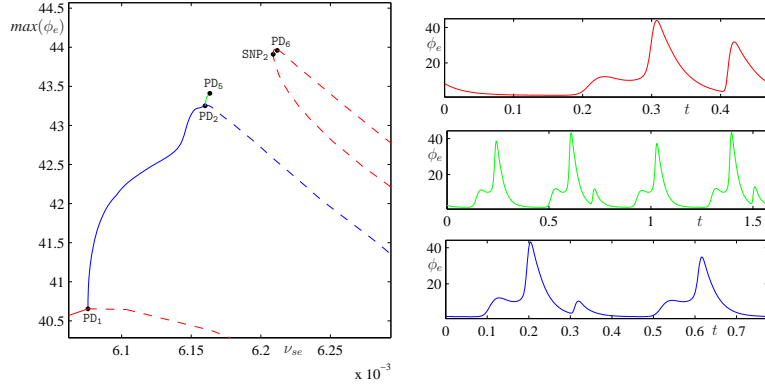 max(ϕe)
44.5
44
43.5
43
42.5
42
41.5
41
40.5
SNP2
PD6
PD5
PD2
PD1
6.1
6.15
6.2
νse
6.25
x 10⁻³
ϕe
40
20
0
0.1
0.2
0.3
t
0.4
ϕe
40
20
0
0.5
1
t
1.5
ϕe
40
20
0
0.1
0.2
0.3
0.4
0.5
0.6
t
0.7